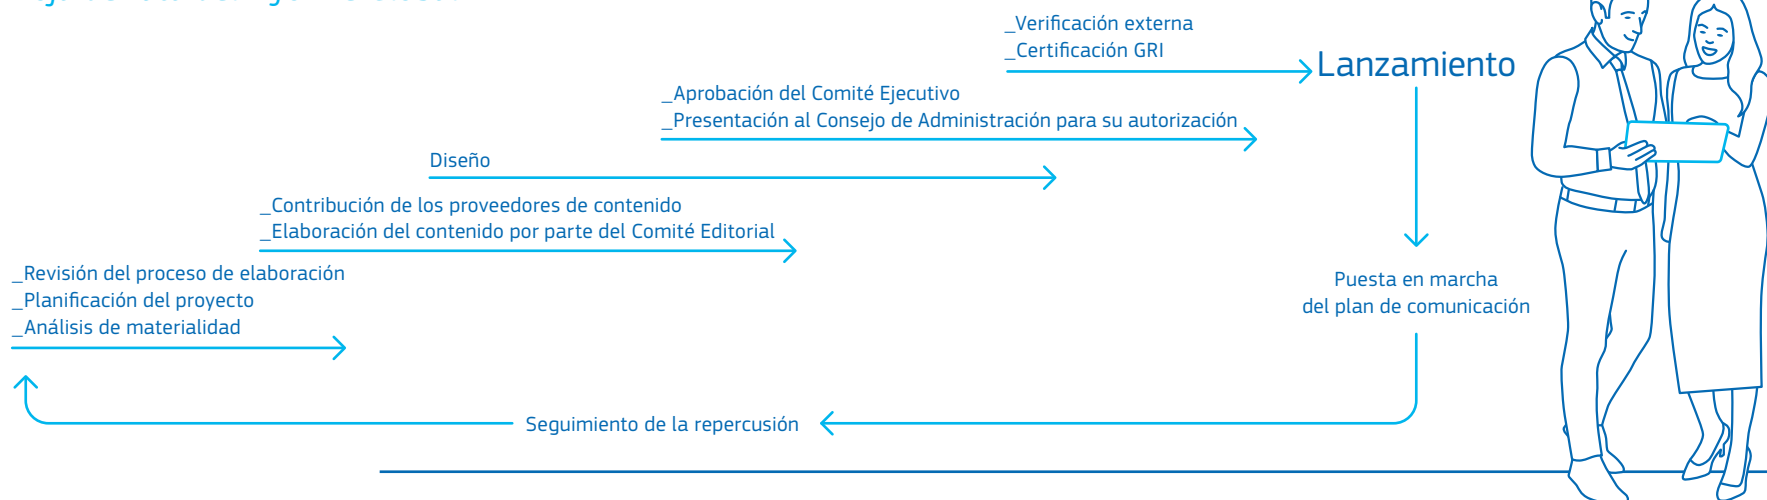 _Verificación externa
_Certificación GRI
Lanzamiento
_Aprobación del Comité Ejecutivo
_Presentación al Consejo de Administración para su autorización
Diseño
_Contribución de los proveedores de contenido
_Elaboración del contenido por parte del Comité Editorial
_Revisión del proceso de elaboración
_Planificación del proyecto
_Análisis de materialidad
Puesta en marcha
del plan de comunicación
Seguimiento de la repercusión